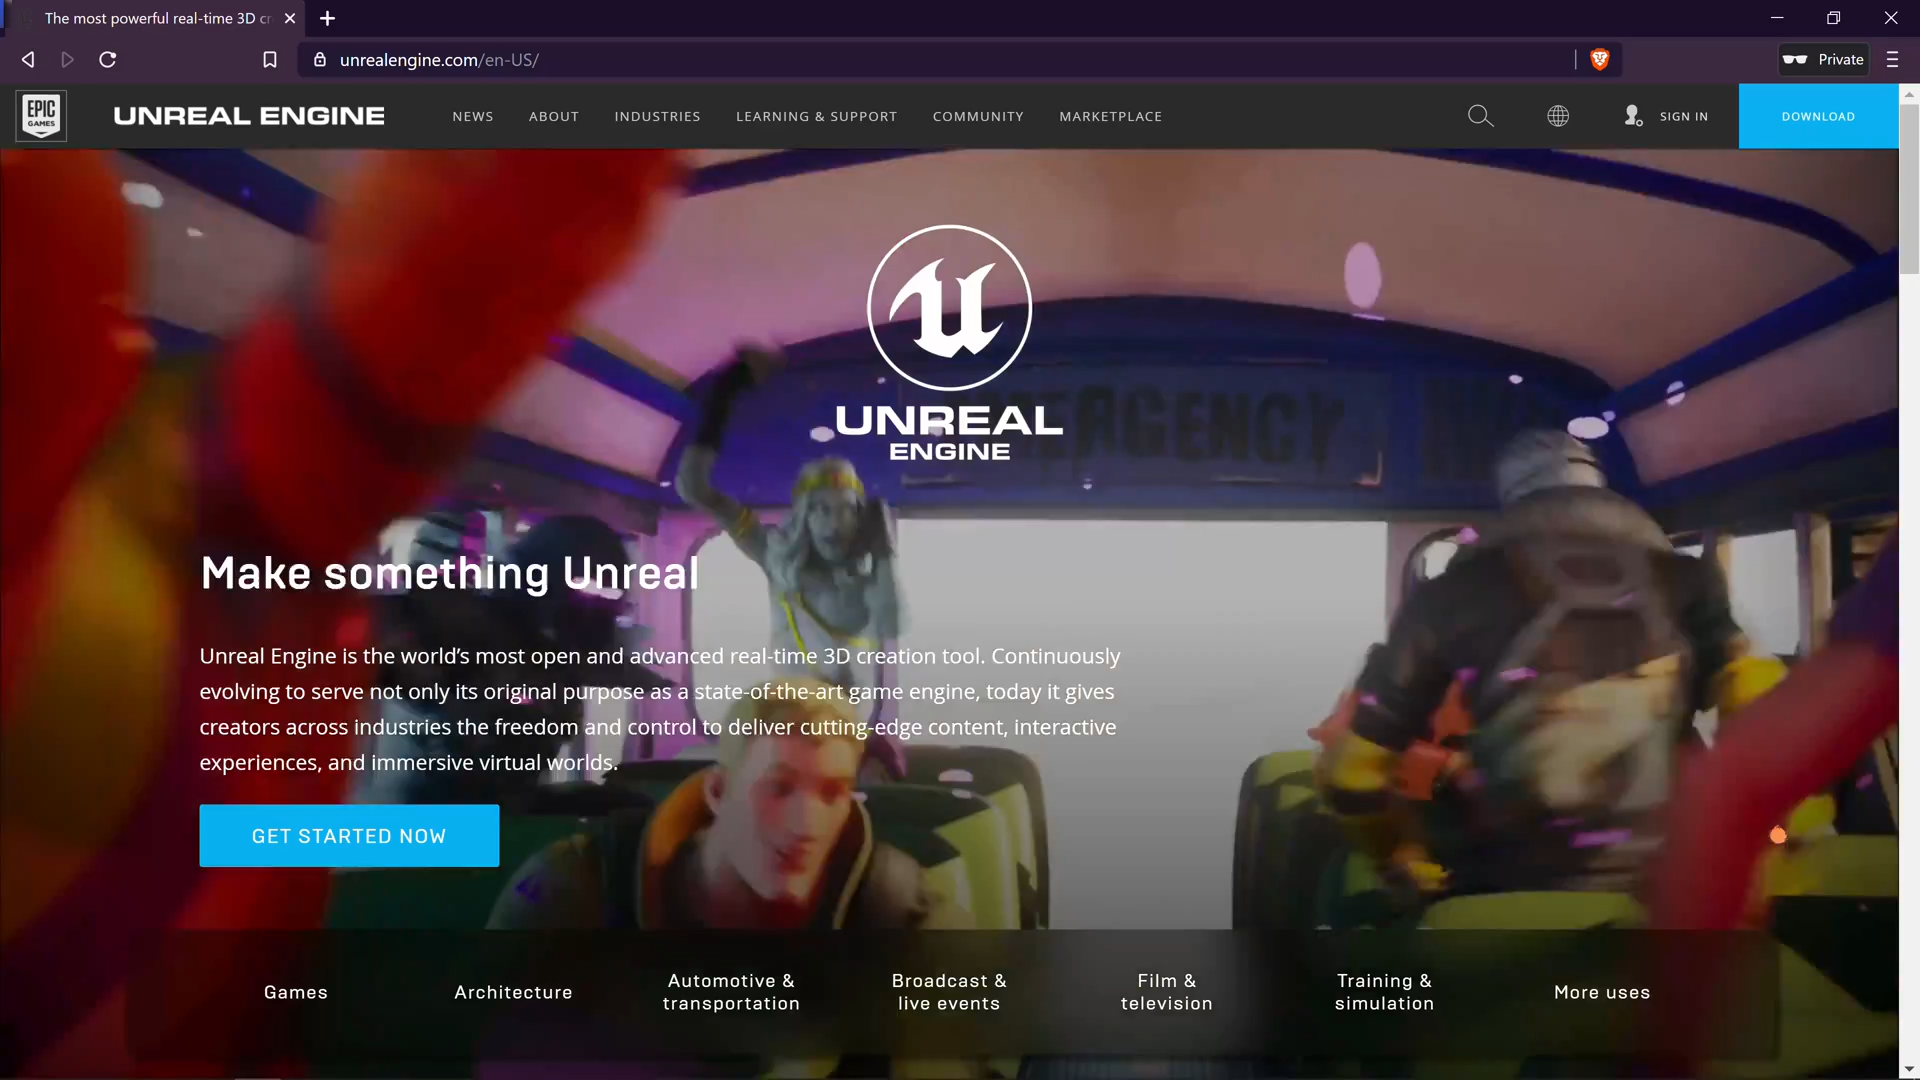 The most powerful real-time 3D cr
unrealengine.com/en-US/
Private
EPIC
GAMES
UNREAL ENGINE
NEWS
ABOUT
INDUSTRIES
LEARNING & SUPPORT
COMMUNITY
MARKETPLACE
SIGN IN
DOWNLOAD
UNREAL
ENGINE
AGENCY
Make something Unreal
Unreal Engine is the world’s most open and advanced real-time 3D creation tool. Continuously
evolving to serve not only its original purpose as a state-of-the-art game engine, today it gives
creators across industries the freedom and control to deliver cutting-edge content, interactive
experiences, and immersive virtual worlds.
GET STARTED NOW
Games
Architecture
Automotive &
transportation
Broadcast &
live events
Film &
television
Training &
simulation
More uses